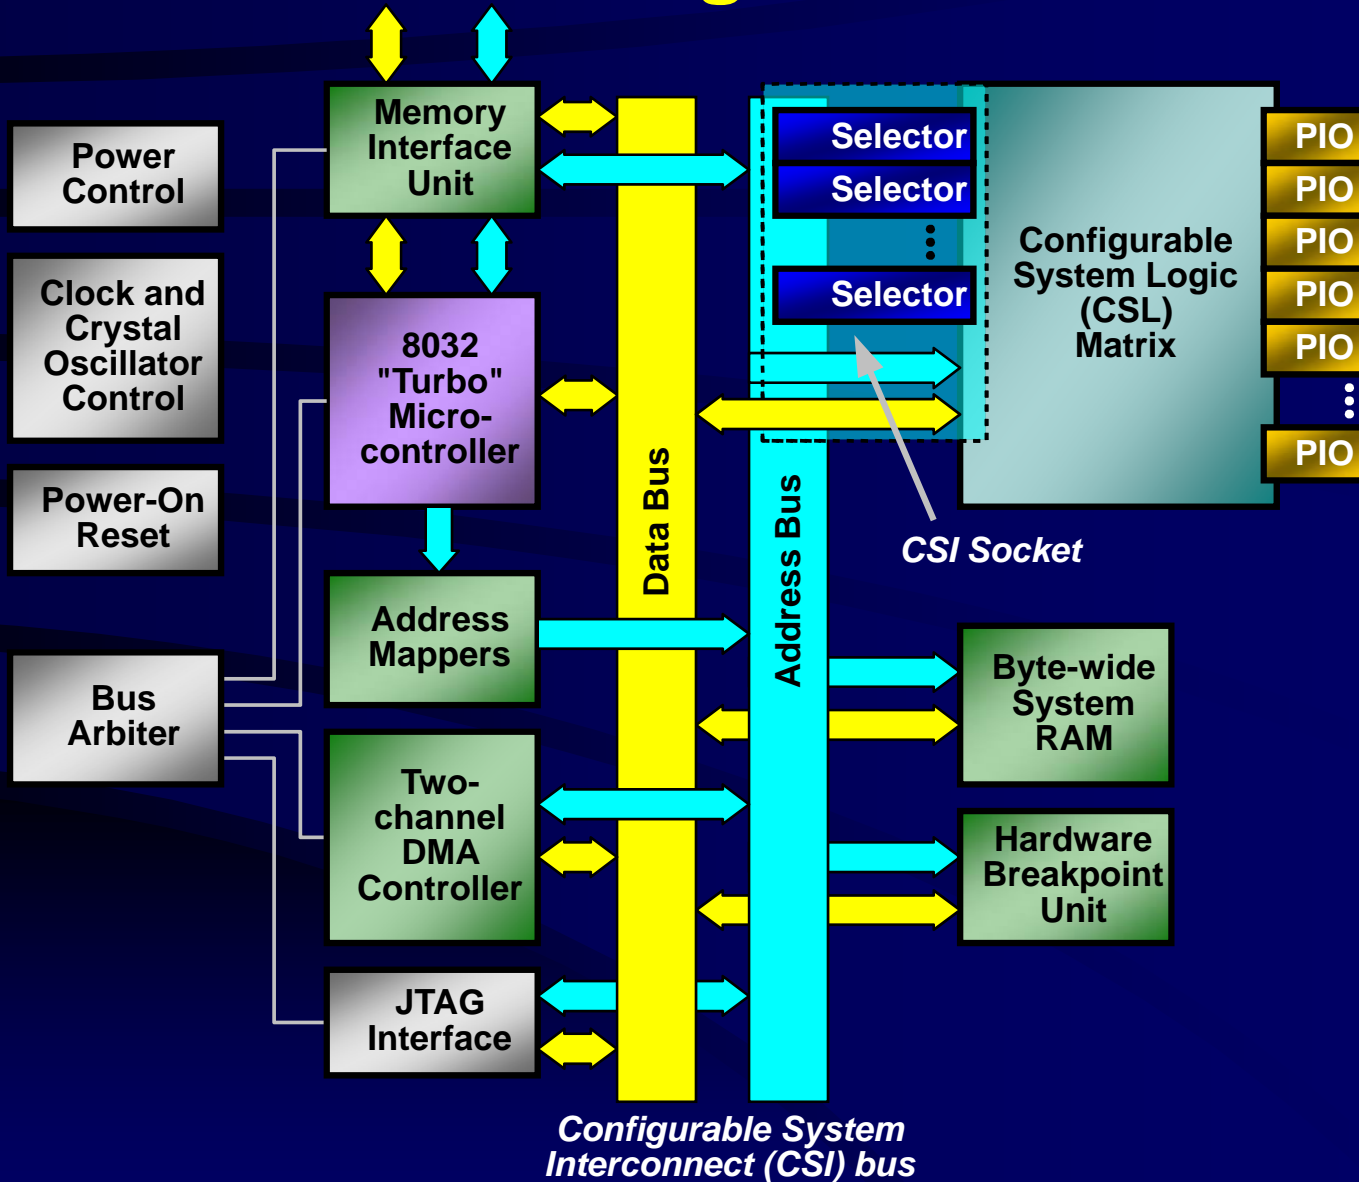 Power
Control
Clock and
Crystal
Oscillator
Control
Power-On
Reset
Bus
Arbiter
Memory
Interface
Unit
8032
"Turbo"
Micro-
controller
Address
Mappers
Two-
channel
DMA
Controller
JTAG
Interface
Data Bus
Address Bus
Selector
Selector
Selector
Configurable
System Logic
(CSL)
Matrix
PIO
PIO
PIO
PIO
PIO
PIO
CSI Socket
Byte-wide
System
RAM
Hardware
Breakpoint
Unit
Configurable System
Interconnect (CSI) bus